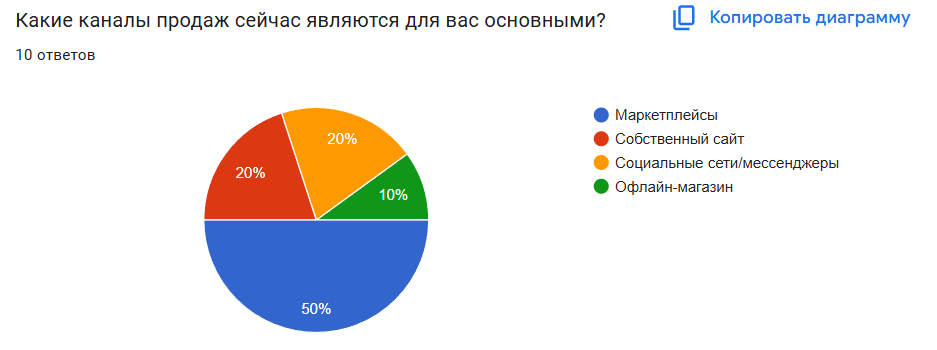 Какие каналы продаж сейчас являются для вас основными?
Копировать диаграмму
10 ответов
Маркетплейсы
Собственный сайт
Социальные сети/мессенджеры
Офлайн-магазин
20%
20%
10%
50%